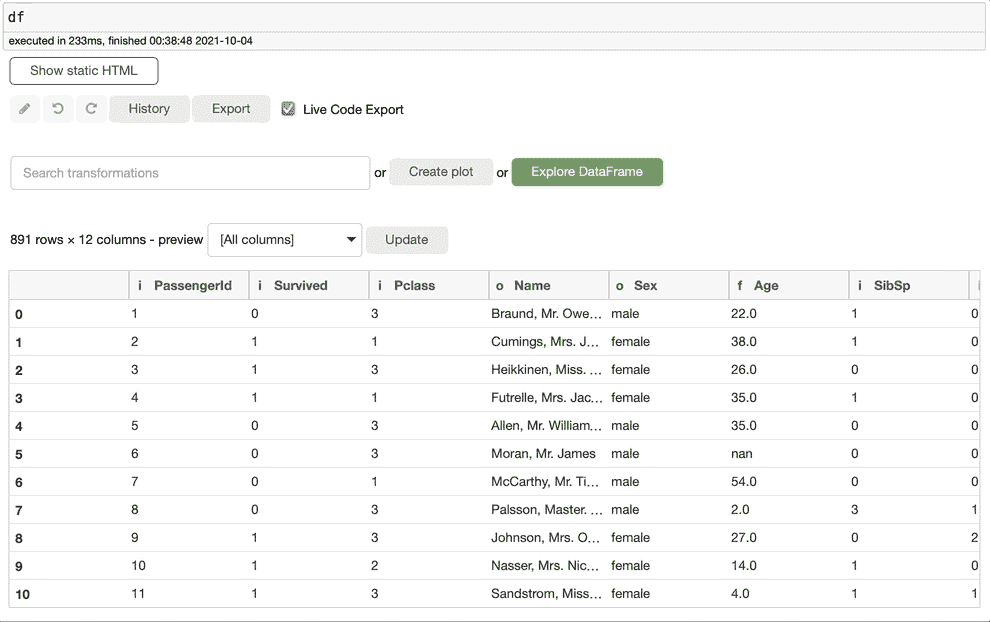 df
executed in 233ms, finished 00:38:48 2021-10-04
Show static HTML
History Export Live Code Export
Search transformations or Create plot or Explore DataFrame
891 rows × 12 columns - preview [All columns] Update
i PassengerId i Survived i Pclass o Name o Sex f Age i SibSp i
0 1 0 3 Braund, Mr. Owe... male 22.0 1 0
1 2 1 1 Cumings, Mrs. J... female 38.0 1 0
2 3 1 3 Heikkinen, Miss. ... female 26.0 0 0
3 4 1 1 Futrelle, Mrs. Jac... female 35.0 1 0
4 5 0 3 Allen, Mr. William... male 35.0 0 0
5 6 0 3 Moran, Mr. James male nan 0 0
6 7 0 1 McCarthy, Mr. Ti... male 54.0 0 0
7 8 0 3 Palsson, Master. ... male 2.0 3 1
8 9 1 3 Johnson, Mrs. O... female 27.0 0 2
9 10 1 2 Nasser, Mrs. Nic... female 14.0 1 0
10 11 1 3 Sandstrom, Miss... female 4.0 1 1